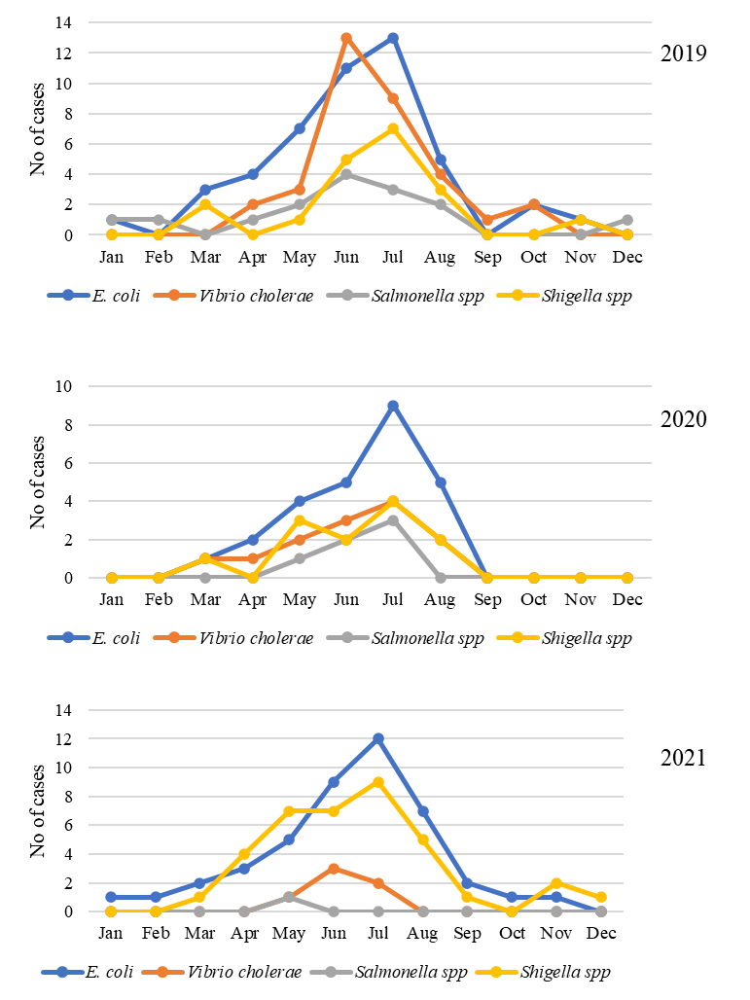 14
2019
12
10
8
6
4
2
0
No of cases
Jan Feb Mar Apr May Jun Jul Aug Sep Oct Nov Dec
E. coli Vibrio cholerae Salmonella spp Shigella spp
10
2020
8
6
4
2
0
No of cases
Jan Feb Mar Apr May Jun Jul Aug Sep Oct Nov Dec
E. coli Vibrio cholerae Salmonella spp Shigella spp
14
2021
12
10
8
6
4
2
0
No of cases
Jan Feb Mar Apr May Jun Jul Aug Sep Oct Nov Dec
E. coli Vibrio cholerae Salmonella spp Shigella spp